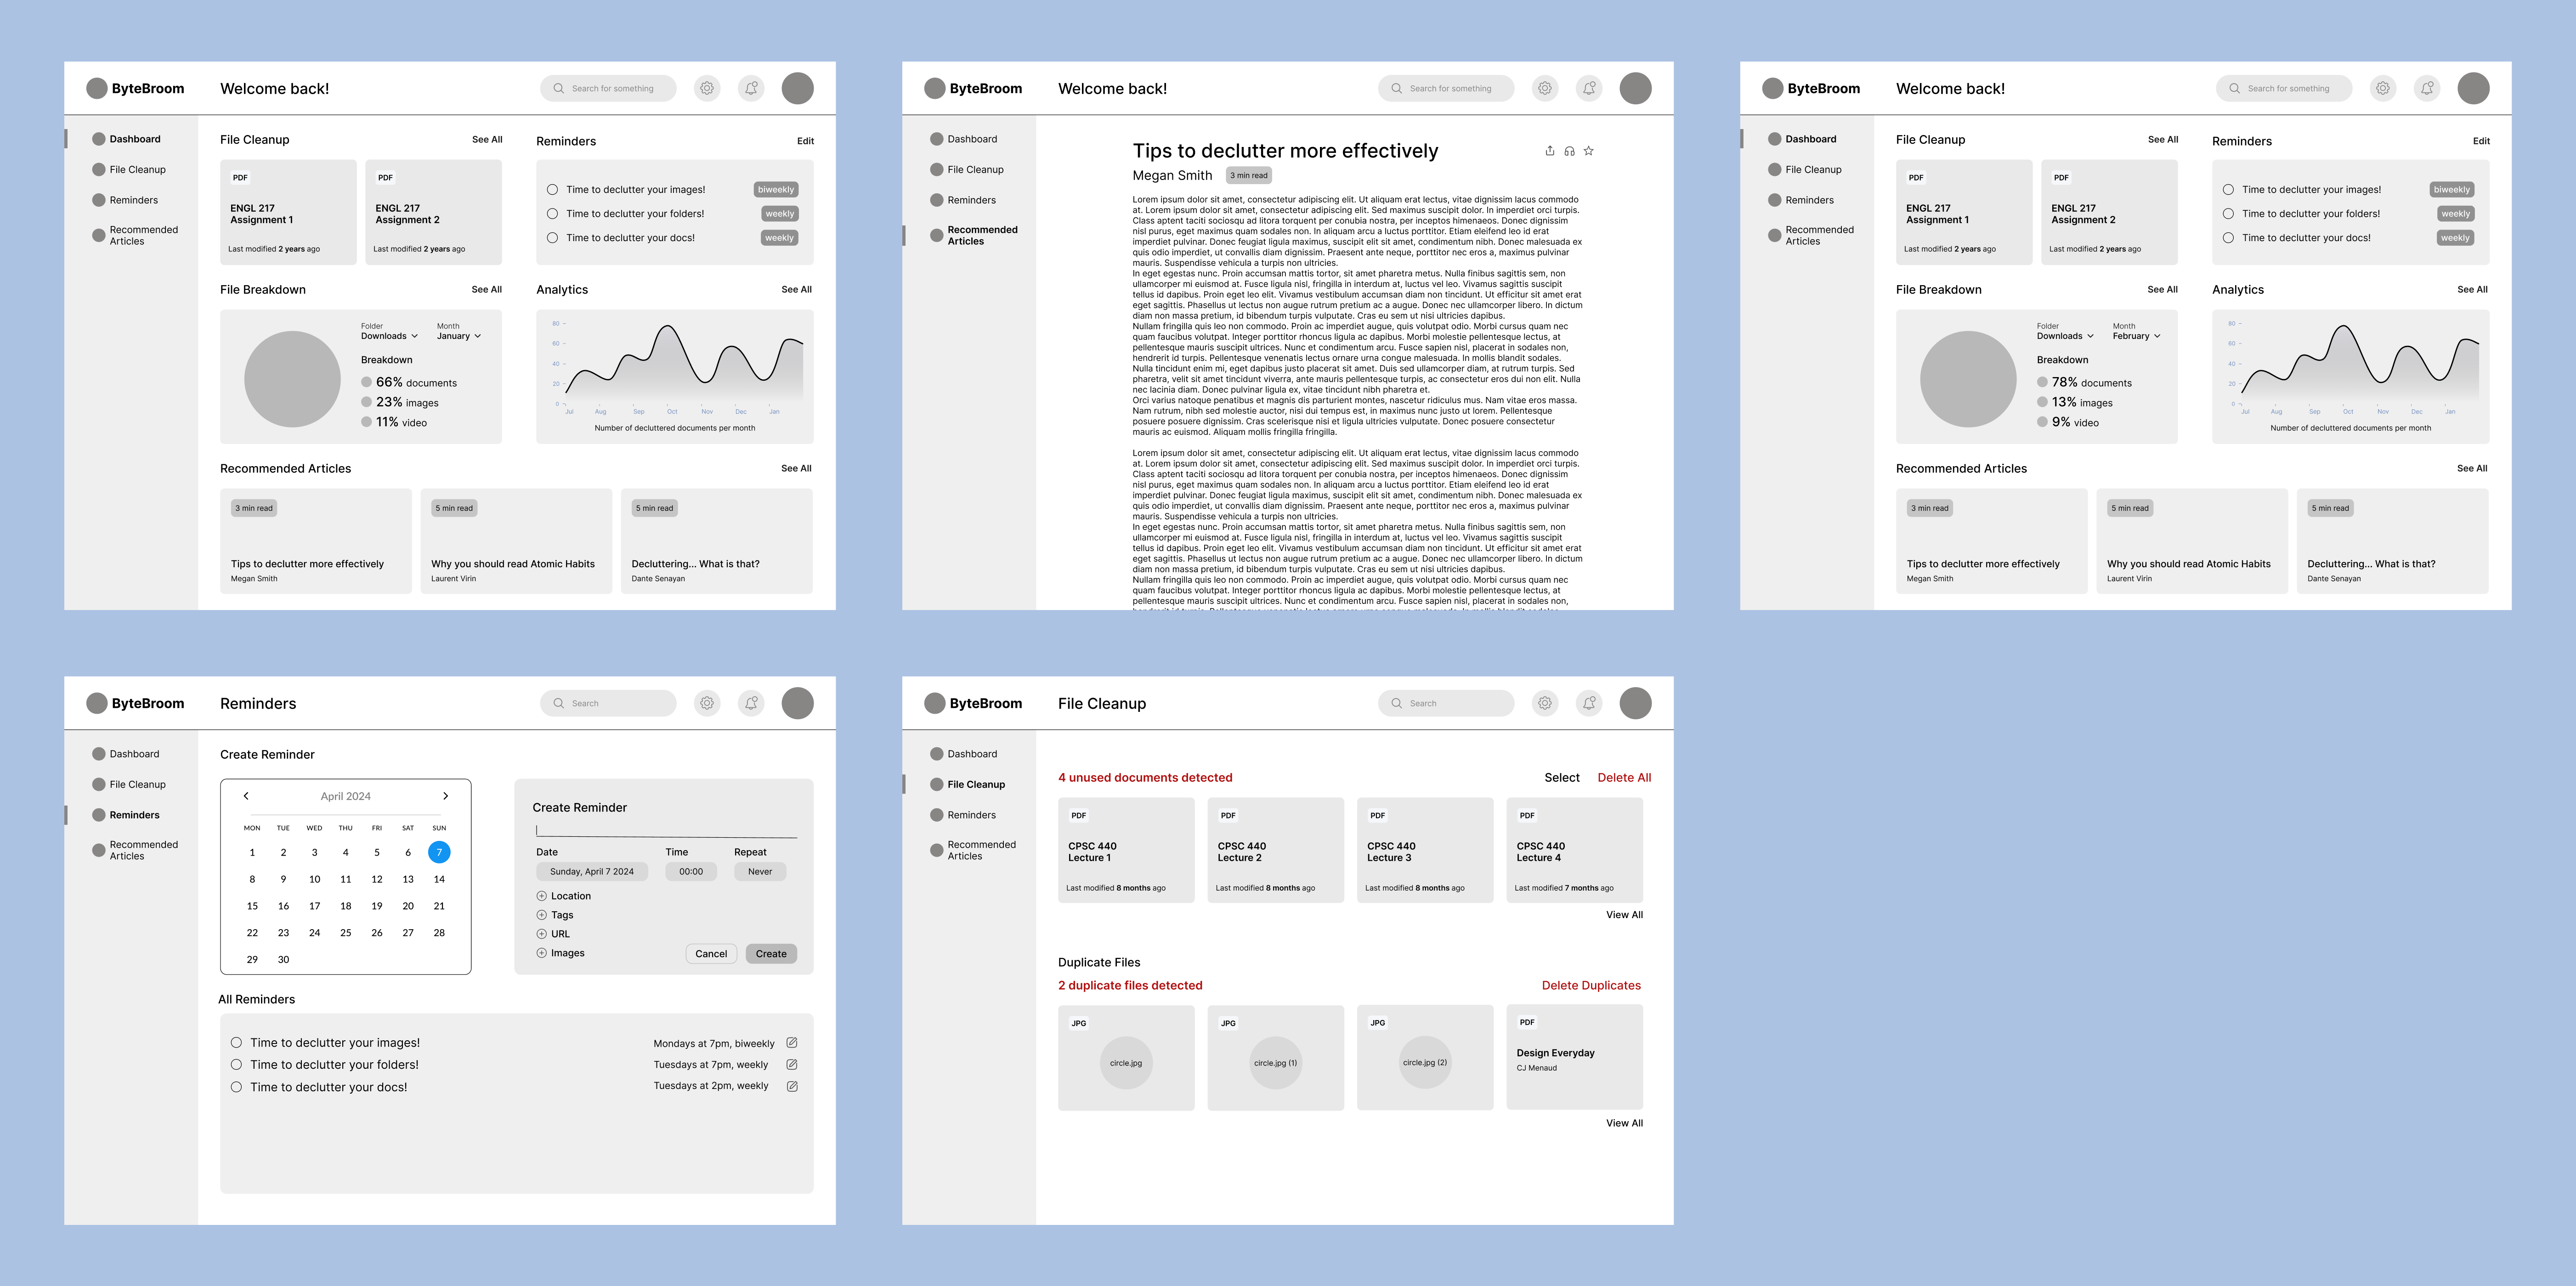 ByteBroom
Welcome back!
Search for something
Dashboard
File Cleanup
Reminders
Recommended
Articles
File Cleanup
See All
PDF
ENGL 217
Assignment 1
Last modified 2 years ago
PDF
ENGL 217
Assignment 2
Last modified 2 years ago
Reminders
Edit
Time to declutter your images!
biweekly
Time to declutter your folders!
weekly
Time to declutter your docs!
weekly
File Breakdown
See All
Folder
Downloads
Month
January
Breakdown
66% documents
23% images
11% video
Analytics
See All
80
60
40
20
0
Jul Aug Sep Oct Nov Dec Jan
Number of decluttered documents per month
Recommended Articles
See All
3 min read
Tips to declutter more effectively
Megan Smith
5 min read
Why you should read Atomic Habits
Laurent Virin
5 min read
Decluttering... What is that?
Dante Senayan
ByteBroom
Welcome back!
Search for something
Dashboard
File Cleanup
Reminders
Recommended
Articles
Tips to declutter more effectively
Megan Smith
3 min read
Lorem ipsum dolor sit amet, consectetur adipiscing elit. Ut aliquam erat lectus, vitae dignissim lacus commodo
at. Lorem ipsum dolor sit amet, consectetur adipiscing elit. Sed maximus suscipit dolor. In imperdiet orci turpis.
Class aptent taciti sociosqu ad litora torquent per conubia nostra, per inceptos himenaeos. Donec dignissim
nisl purus, eget maximus quam sodales non. In aliquam arcu a luctus porttitor. Etiam eleifend leo id erat
imperdiet pulvinar. Donec feugiat ligula maximus, suscipit elit sit amet, condimentum nibh. Donec malesuada ex
quis odio imperdiet, ut convallis diam dignissim. Praesent ante neque, porttitor nec eros a, maximus pulvinar
mauris. Suspendisse vehicula a turpis non ultricies.
In eget egestas nunc. Proin accumsan mattis tortor, sit amet pharetra metus. Nulla finibus sagittis sem, non
ullamcorper mi euismod at. Fusce ligula nisl, fringilla in interdum at, luctus vel leo. Vivamus sagittis suscipit
tellus id dapibus. Proin eget leo elit. Vivamus vestibulum accumsan diam non tincidunt. Ut efficitur sit amet erat
eget sagittis. Phasellus ut lectus non augue rutrum pretium ac a augue. Donec nec ullamcorper libero. In dictum
diam non massa pretium, id bibendum turpis vulputate. Cras eu sem ut nisi ultricies dapibus.
Nullam fringilla quis leo non commodo. Proin ac imperdiet augue, quis volutpat odio. Morbi cursus quam nec
quam faucibus volutpat. Integer porttitor rhoncus ligula ac dapibus. Morbi molestie pellentesque lectus, at
pellentesque mauris suscipit ultrices. Nunc et condimentum arcu. Fusce sapien nisl, placerat in sodales non,
hendrerit id turpis. Pellentesque venenatis lectus ornare urna congue malesuada. In mollis blandit sodales.
Nulla tincidunt enim mi, eget dapibus justo placerat sit amet. Duis sed ullamcorper diam, at rutrum turpis. Sed
pharetra, velit sit amet tincidunt viverra, ante mauris pellentesque turpis, ac consectetur eros dui non elit. Nulla
nec lacinia diam. Donec pulvinar ligula ex, vitae tincidunt nibh pharetra et.
Orci varius natoque penatibus et magnis dis parturient montes, nascetur ridiculus mus. Nam vitae eros massa.
Nam rutrum, nibh sed molestie auctor, nisi dui tempus est, in maximus nunc justo ut lorem. Pellentesque
posuere posuere dignissim. Cras scelerisque nisi et ligula ultricies vulputate. Donec posuere consectetur
mauris ac euismod. Aliquam mollis fringilla fringilla.
Lorem ipsum dolor sit amet, consectetur adipiscing elit. Ut aliquam erat lectus, vitae dignissim lacus commodo
at. Lorem ipsum dolor sit amet, consectetur adipiscing elit. Sed maximus suscipit dolor. In imperdiet orci turpis.
Class aptent taciti sociosqu ad litora torquent per conubia nostra, per inceptos himenaeos. Donec dignissim
nisl purus, eget maximus quam sodales non. In aliquam arcu a luctus porttitor. Etiam eleifend leo id erat
imperdiet pulvinar. Donec feugiat ligula maximus, suscipit elit sit amet, condimentum nibh. Donec malesuada ex
quis odio imperdiet, ut convallis diam dignissim. Praesent ante neque, porttitor nec eros a, maximus pulvinar
mauris. Suspendisse vehicula a turpis non ultricies.
In eget egestas nunc. Proin accumsan mattis tortor, sit amet pharetra metus. Nulla finibus sagittis sem, non
ullamcorper mi euismod at. Fusce ligula nisl, fringilla in interdum at, luctus vel leo. Vivamus sagittis suscipit
tellus id dapibus. Proin eget leo elit. Vivamus vestibulum accumsan diam non tincidunt. Ut efficitur sit amet erat
eget sagittis. Phasellus ut lectus non augue rutrum pretium ac a augue. Donec nec ullamcorper libero. In dictum
diam non massa pretium, id bibendum turpis vulputate. Cras eu sem ut nisi ultricies dapibus.
Nullam fringilla quis leo non commodo. Proin ac imperdiet augue, quis volutpat odio. Morbi cursus quam nec
quam faucibus volutpat. Integer porttitor rhoncus ligula ac dapibus. Morbi molestie pellentesque lectus, at
pellentesque mauris suscipit ultrices. Nunc et condimentum arcu. Fusce sapien nisl, placerat in sodales non,
ByteBroom
Welcome back!
Search for something
Dashboard
File Cleanup
Reminders
Recommended
Articles
File Cleanup
See All
PDF
ENGL 217
Assignment 1
Last modified 2 years ago
PDF
ENGL 217
Assignment 2
Last modified 2 years ago
Reminders
Edit
Time to declutter your images!
biweekly
Time to declutter your folders!
weekly
Time to declutter your docs!
weekly
File Breakdown
See All
Folder
Downloads
Month
February
Breakdown
78% documents
13% images
9% video
Analytics
See All
80
60
40
20
0
Jul Aug Sep Oct Nov Dec Jan
Number of decluttered documents per month
Recommended Articles
See All
3 min read
Tips to declutter more effectively
Megan Smith
5 min read
Why you should read Atomic Habits
Laurent Virin
5 min read
Decluttering... What is that?
Dante Senayan
ByteBroom
Reminders
Search
Dashboard
File Cleanup
Reminders
Recommended
Articles
Create Reminder
April 2024
MON TUE WED THU FRI SAT SUN
1 2 3 4 5 6 7
8 9 10 11 12 13 14
15 16 17 18 19 20 21
22 23 24 25 26 27 28
29 30
Create Reminder
Date Time Repeat
Sunday, April 7 2024 00:00 Never
Location
Tags
URL
Images
Cancel
Create
All Reminders
Time to declutter your images!
Mondays at 7pm, biweekly
Time to declutter your folders!
Tuesdays at 7pm, weekly
Time to declutter your docs!
Tuesdays at 2pm, weekly
ByteBroom
File Cleanup
Search
Dashboard
File Cleanup
Reminders
Recommended
Articles
4 unused documents detected
Select
Delete All
PDF
CPSC 440
Lecture 1
Last modified 8 months ago
PDF
CPSC 440
Lecture 2
Last modified 8 months ago
PDF
CPSC 440
Lecture 3
Last modified 8 months ago
PDF
CPSC 440
Lecture 4
Last modified 7 months ago
View All
Duplicate Files
2 duplicate files detected
Delete Duplicates
JPG
circle.jpg
JPG
circle.jpg (1)
JPG
circle.jpg (2)
PDF
Design Everyday
CJ Menaud
View All